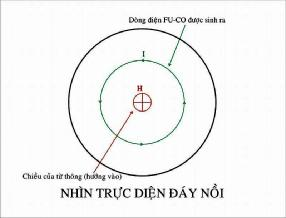 Dòng điện FU-CO được sinh ra
I
H
Chiều của từ thông (hướng vào)
NHÌN TRỰC DIỆN ĐÁY NỒI